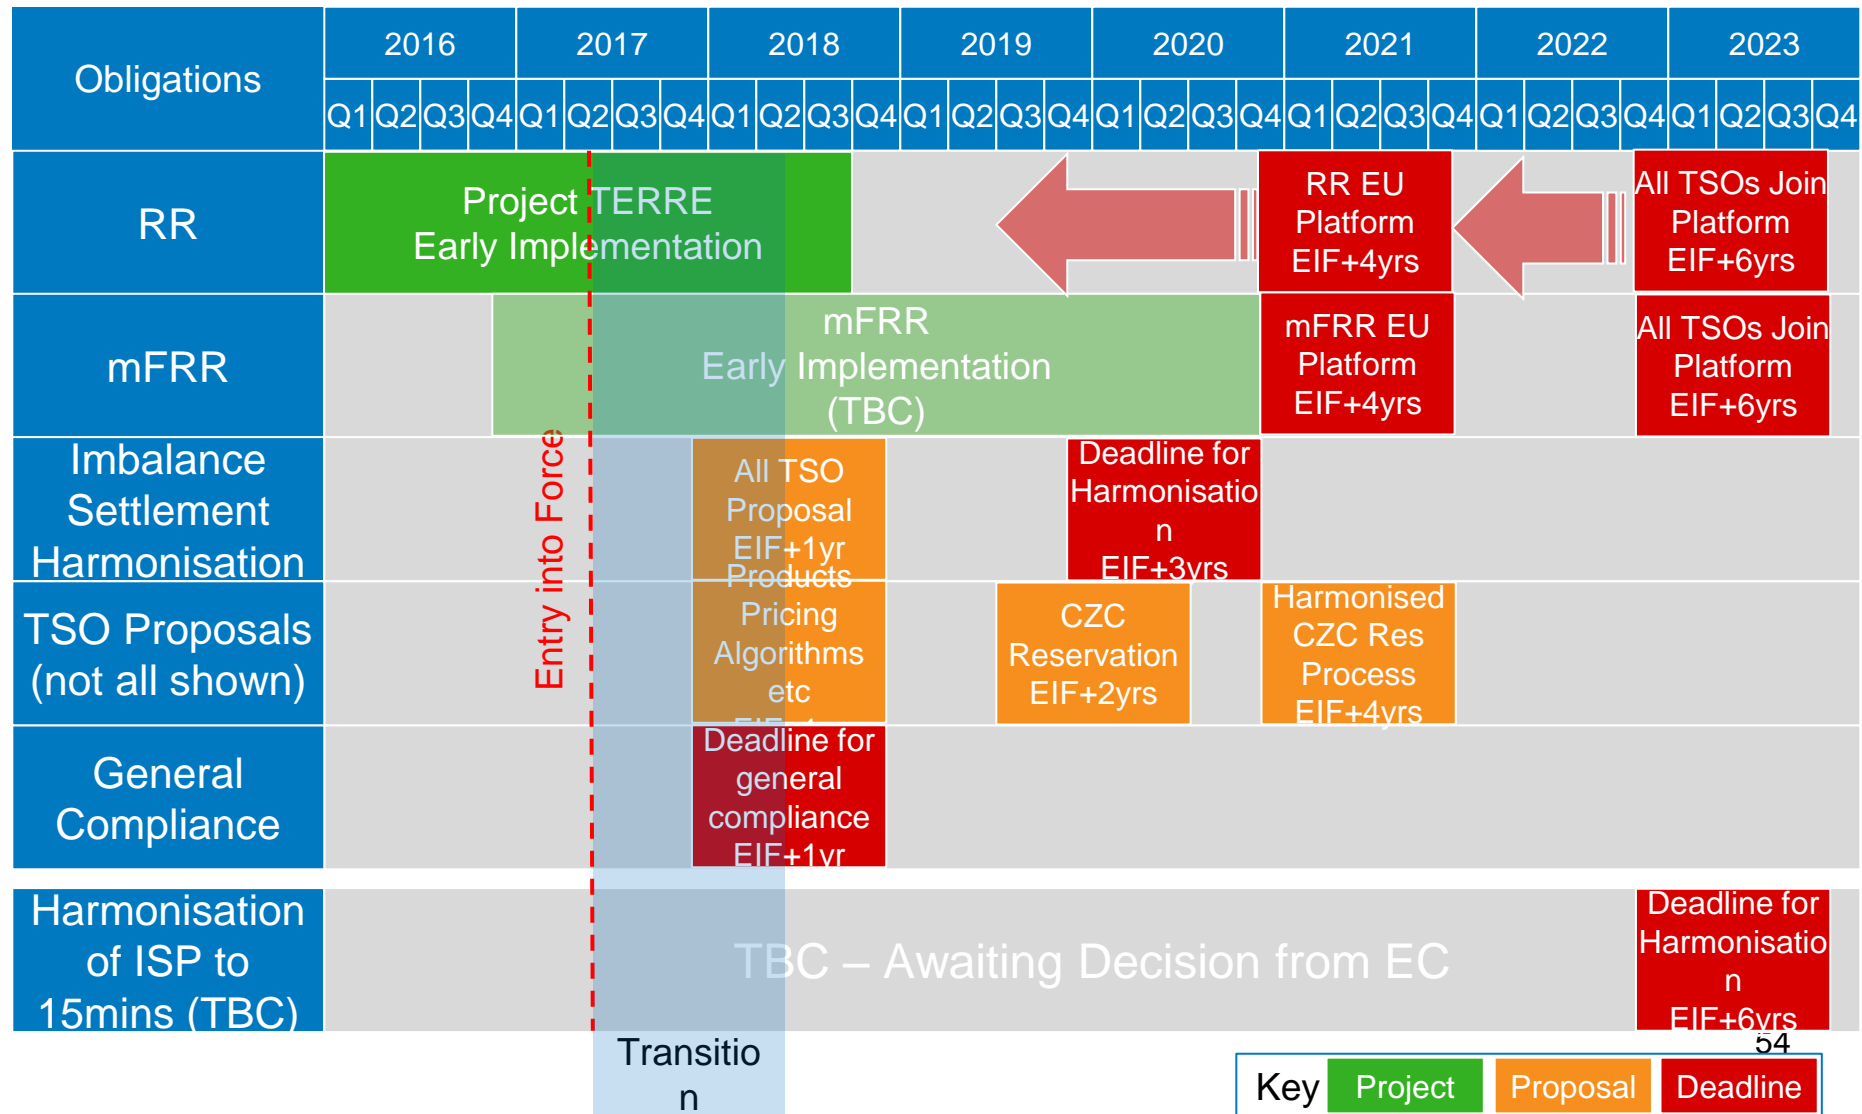 Obligations
2016 2017 2018 2019 2020 2021 2022 2023
Q1 Q2 Q3 Q4 Q1 Q2 Q3 Q4 Q1 Q2 Q3 Q4 Q1 Q2 Q3 Q4 Q1 Q2 Q3 Q4 Q1 Q2 Q3 Q4 Q1 Q2 Q3 Q4 Q1 Q2 Q3 Q4
RR
Project TERRE
Early Implementation
RR EU
Platform
EIF+4yrs
All TSOs Join
Platform
EIF+6yrs
mFRR
mFRR
Early Implementation
(TBC)
mFRR EU
Platform
EIF+4yrs
All TSOs Join
Platform
EIF+6yrs
Entry into Force
Imbalance
Settlement
Harmonisation
All TSO
Proposal
EIF+1yr
Deadline for
Harmonisatio
n
EIF+3yrs
TSO Proposals
(not all shown)
Products
Pricing
Algorithms
etc
CZC
Reservation
EIF+2yrs
Harmonised
CZC Res
Process
EIF+4yrs
General
Compliance
Deadline for
general
compliance
EIF+1yr
Harmonisation
of ISP to
15mins (TBC)
TBC – Awaiting Decision from EC
Deadline for
Harmonisatio
n
EIF+6yrs
54
Transitio
n
Key Project Proposal Deadline